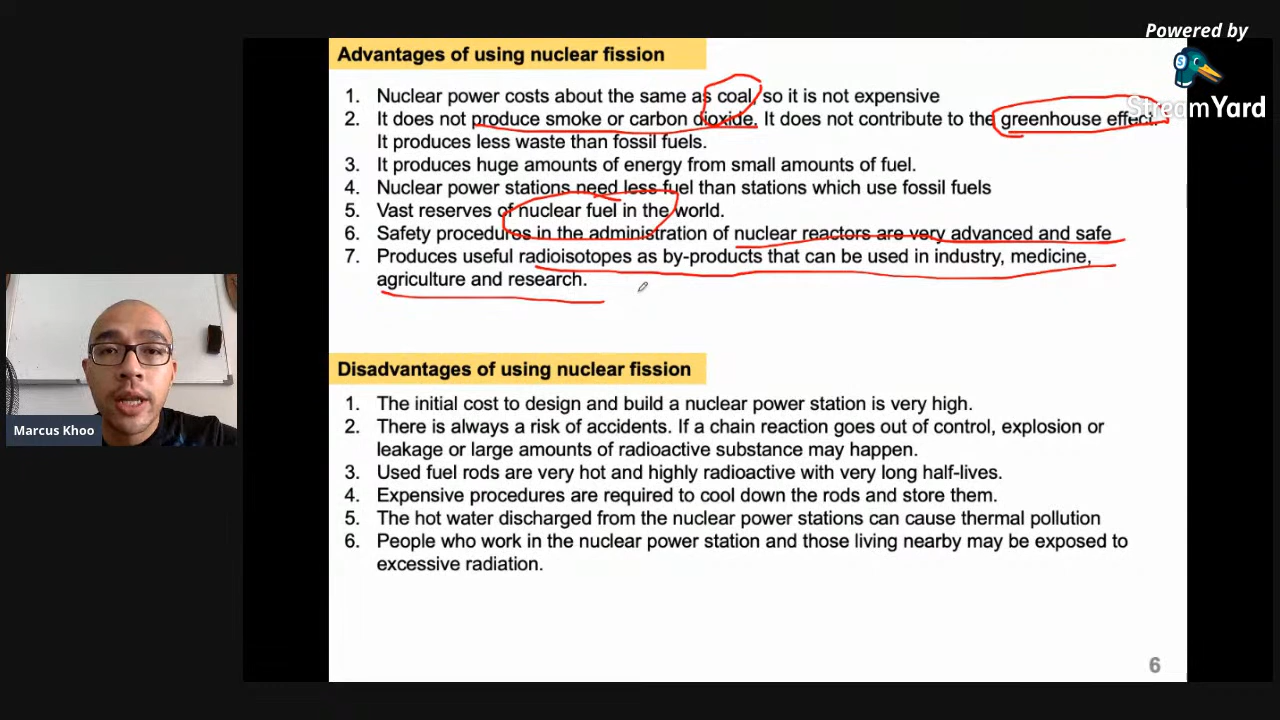 Powered by
StreamYard
Advantages of using nuclear fission
1. Nuclear power costs about the same as coal, so it is not expensive
2. It does not produce smoke or carbon dioxide. It does not contribute to the greenhouse effect.
It produces less waste than fossil fuels.
3. It produces huge amounts of energy from small amounts of fuel.
4. Nuclear power stations need less fuel than stations which use fossil fuels
5. Vast reserves of nuclear fuel in the world.
6. Safety procedures in the administration of nuclear reactors are very advanced and safe
7. Produces useful radioisotopes as by-products that can be used in industry, medicine,
agriculture and research.
Marcus Khoo
Disadvantages of using nuclear fission
1. The initial cost to design and build a nuclear power station is very high.
2. There is always a risk of accidents. If a chain reaction goes out of control, explosion or
leakage or large amounts of radioactive substance may happen.
3. Used fuel rods are very hot and highly radioactive with very long half-lives.
4. Expensive procedures are required to cool down the rods and store them.
5. The hot water discharged from the nuclear power stations can cause thermal pollution
6. People who work in the nuclear power station and those living nearby may be exposed to
excessive radiation.
6